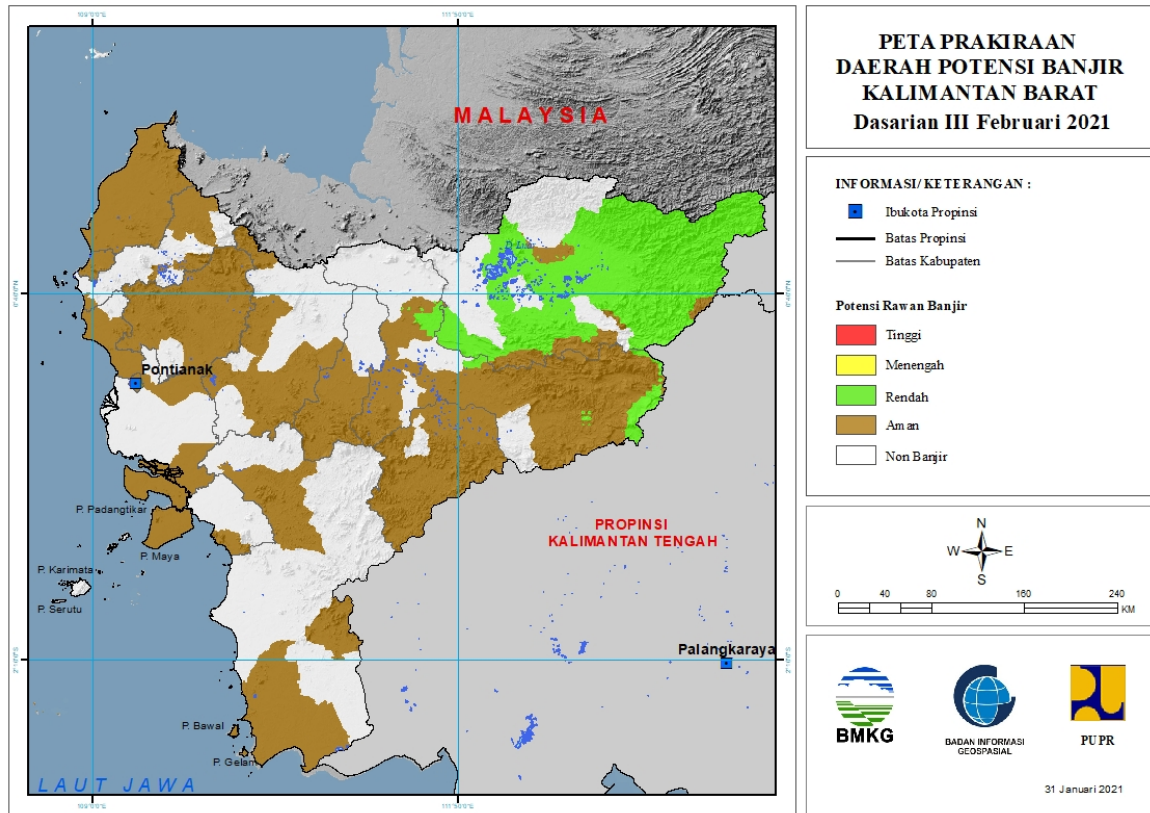 PETA PRAKIRAAN
DAERAH POTENSI BANJIR
KALIMANTAN BARAT
Dasarian III Februari 2021
INFORMASI/ KETERANGAN :
Ibukota Propinsi
Batas Propinsi
Batas Kabupaten
Potensi Rawan Banjir
Tinggi
Menengah
Rendah
Aman
Non Banjir
N
W E
S
0 40 80 160 240
KM
BMKG
BADAN INFORMASI
GEOSPASIAL
PUPR
31 Januari 2021
MALAYSIA
Pontianak
P. Padangtikar
P. Maya
P. Karimata
P. Serutu
PROPINSI
KALIMANTAN TENGAH
Palangkaraya
P. Bawal
P. Gelam
LAUT JAWA